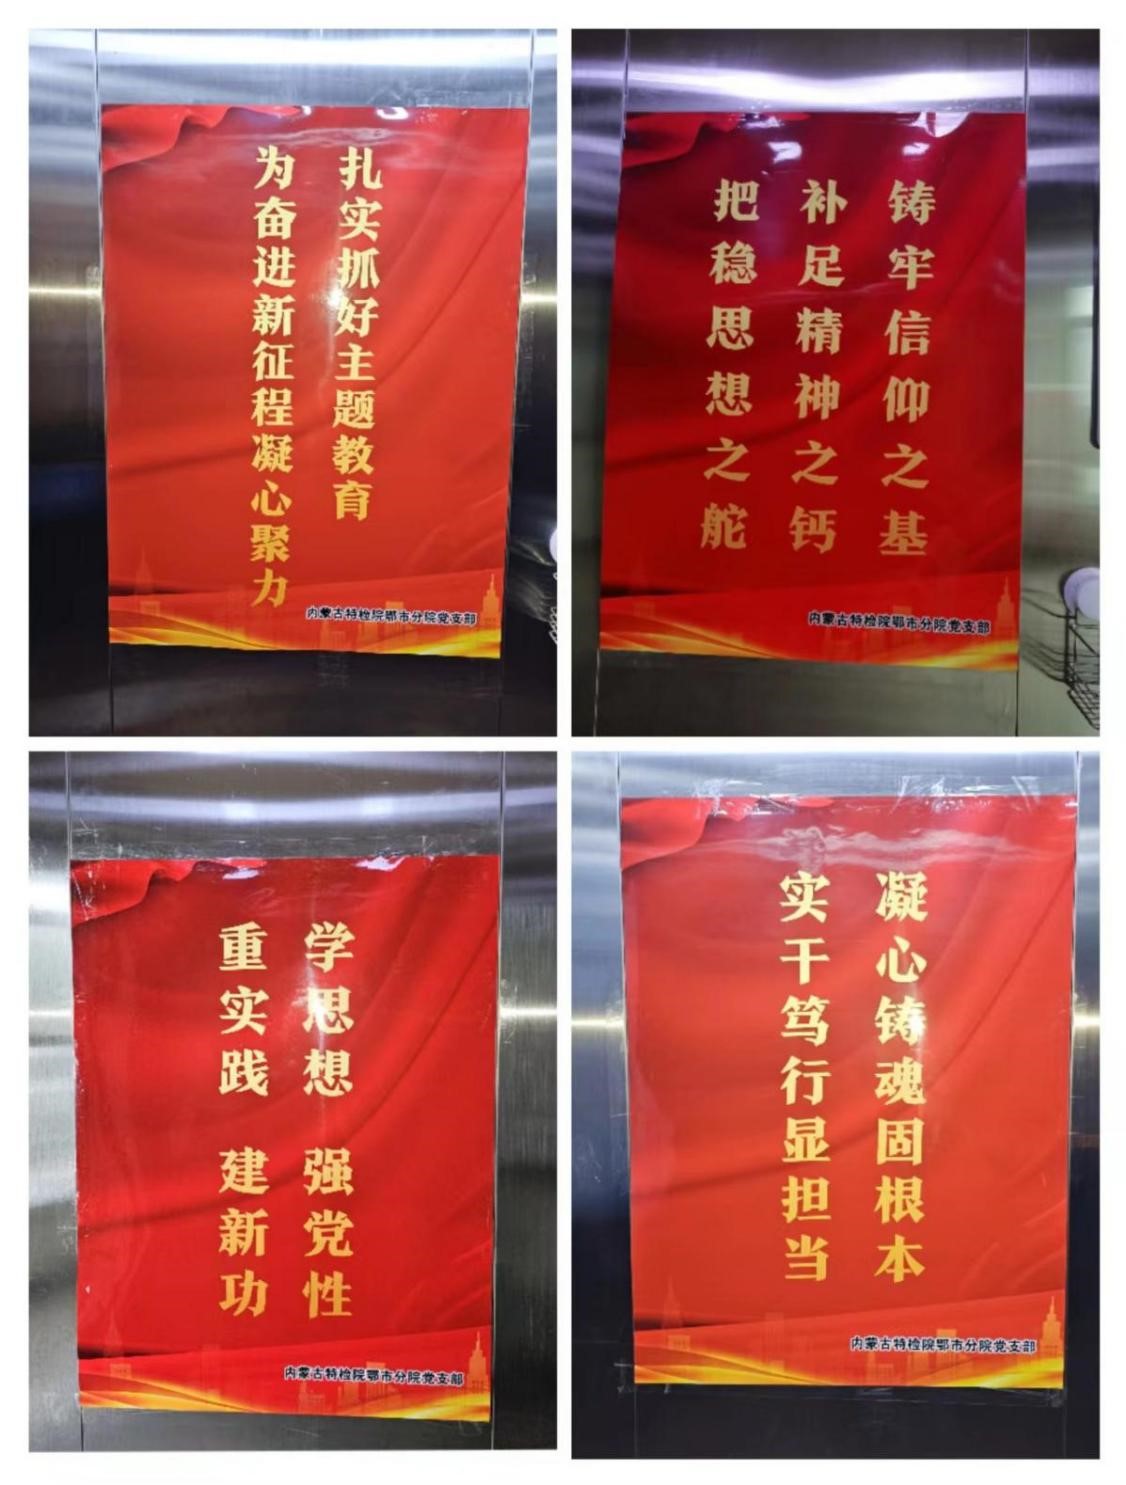 扎实抓好主题教育
为奋进新征程凝心聚力
内蒙古特检院鄂市分院党支部
铸牢信仰之基
补足精神之钙
把稳思想之舵
内蒙古特检院鄂市分院党支部
学思想 强党性
重实践 建新功
内蒙古特检院鄂市分院党支部
凝心铸魂固根本
实干笃行显担当
内蒙古特检院鄂市分院党支部